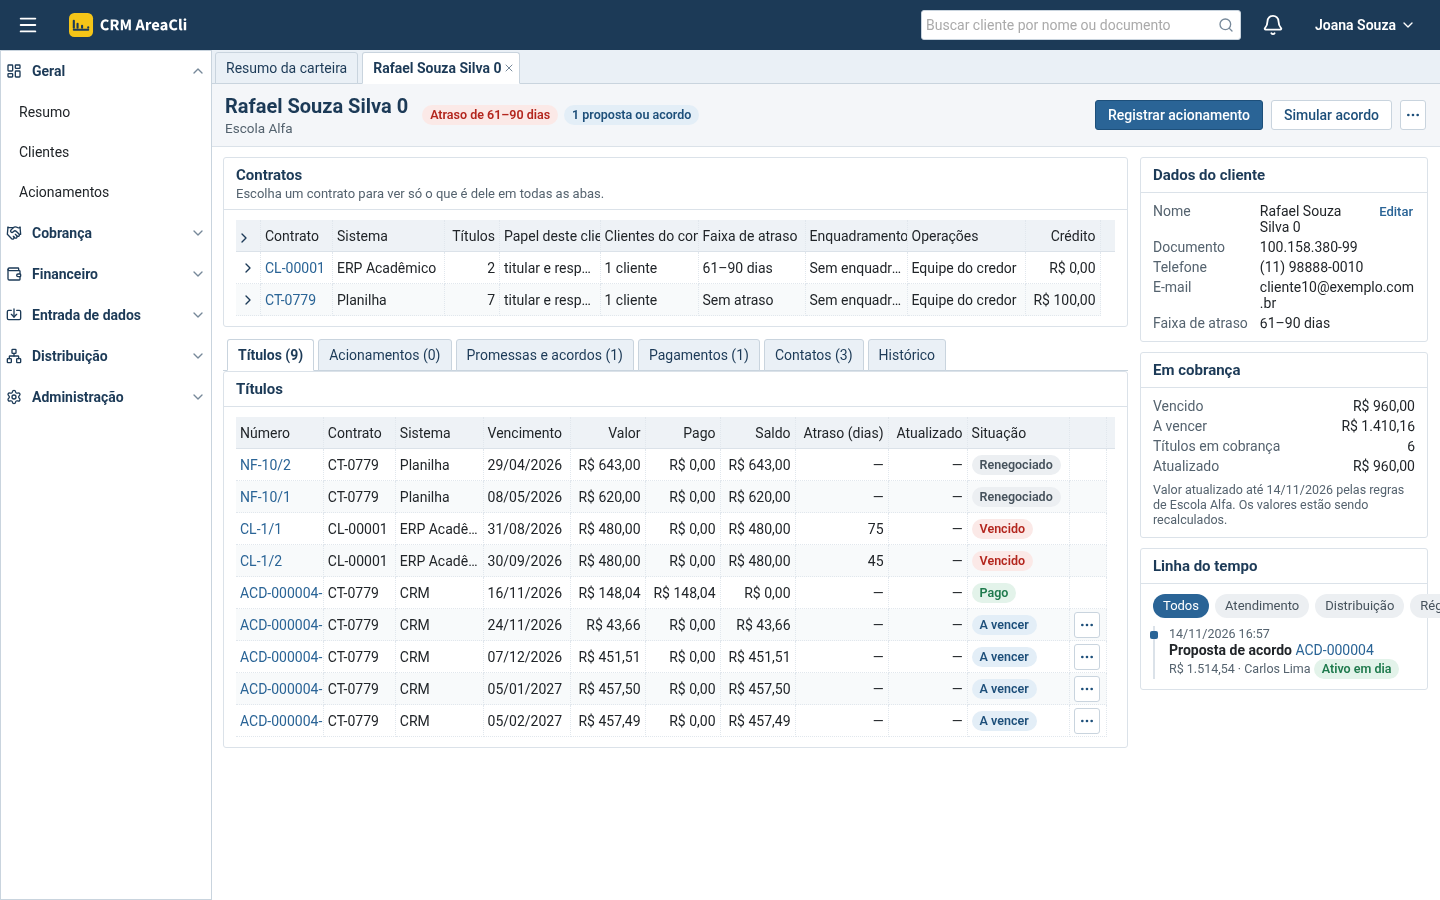 CRM AreaCli
Buscar cliente por nome ou documento
Joana Souza
Geral
Resumo
Clientes
Acionamentos
Cobrança
Financeiro
Entrada de dados
Distribuição
Administração
Resumo da carteira
Rafael Souza Silva 0
Rafael Souza Silva 0
Escola Alfa
Atraso de 61–90 dias
1 proposta ou acordo
Registrar acionamento
Simular acordo
Contratos
Escolha um contrato para ver só o que é dele em todas as abas.
Contrato Sistema Títulos Papel deste clie Clientes do cor Faixa de atraso Enquadramento Operações Crédito
CL-00001 ERP Acadêmico 2 titular e resp... 1 cliente 61–90 dias Sem enquadr... Equipe do credor R$ 0,00
CT-0779 Planilha 7 titular e resp... 1 cliente Sem atraso Sem enquadr... Equipe do credor R$ 100,00
Títulos (9) Acionamentos (0) Promessas e acordos (1) Pagamentos (1) Contatos (3) Histórico
Títulos
Número Contrato Sistema Vencimento Valor Pago Saldo Atraso (dias) Atualizado Situação
NF-10/2 CT-0779 Planilha 29/04/2026 R$ 643,00 R$ 0,00 R$ 643,00 — — Renegociado
NF-10/1 CT-0779 Planilha 08/05/2026 R$ 620,00 R$ 0,00 R$ 620,00 — — Renegociado
CL-1/1 CL-00001 ERP Acadê... 31/08/2026 R$ 480,00 R$ 0,00 R$ 480,00 75 — Vencido
CL-1/2 CL-00001 ERP Acadê... 30/09/2026 R$ 480,00 R$ 0,00 R$ 480,00 45 — Vencido
ACD-000004- CT-0779 CRM 16/11/2026 R$ 148,04 R$ 148,04 R$ 0,00 — — Pago
ACD-000004- CT-0779 CRM 24/11/2026 R$ 43,66 R$ 0,00 R$ 43,66 — — A vencer
ACD-000004- CT-0779 CRM 07/12/2026 R$ 451,51 R$ 0,00 R$ 451,51 — — A vencer
ACD-000004- CT-0779 CRM 05/01/2027 R$ 457,50 R$ 0,00 R$ 457,50 — — A vencer
ACD-000004- CT-0779 CRM 05/02/2027 R$ 457,49 R$ 0,00 R$ 457,49 — — A vencer
Dados do cliente
Nome Rafael Souza Editar
Silva 0
Documento 100.158.380-99
Telefone (11) 98888-0010
E-mail cliente10@exemplo.com
.br
Faixa de atraso 61–90 dias
Em cobrança
Vencido R$ 960,00
A vencer R$ 1.410,16
Títulos em cobrança 6
Atualizado R$ 960,00
Valor atualizado até 14/11/2026 pelas regras
de Escola Alfa. Os valores estão sendo
recalculados.
Linha do tempo
Todos Atendimento Distribuição Rég
14/11/2026 16:57
Proposta de acordo ACD-000004
R$ 1.514,54 · Carlos Lima Ativo em dia